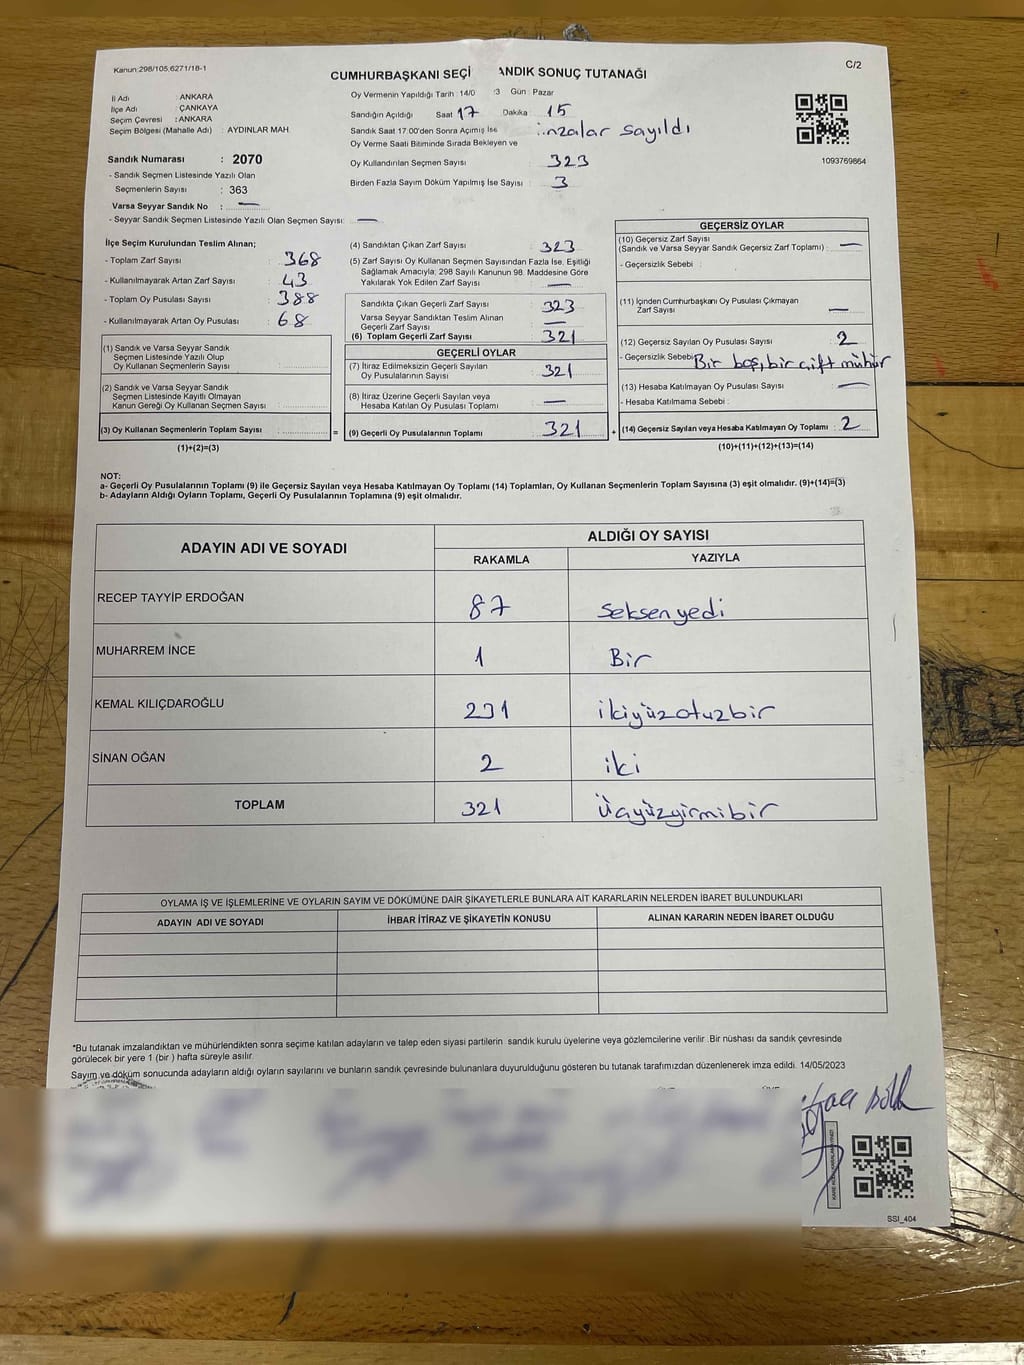 Kanun:298/105,6271/18-1
C/2
CUMHURBAŞKANI SEÇİ ANDIK SONUÇ TUTANAĞI
İl Adı : ANKARA
İlçe Adı : ÇANKAYA
Seçim Çevresi : ANKARA
Seçim Bölgesi (Mahalle Adı) : AYDINLAR MAH.
Sandık Numarası : 2070
- Sandık Seçmen Listesinde Yazılı Olan
Seçmenlerin Sayısı : 363
Varsa Seyyar Sandık No : —
- Seyyar Sandık Seçmen Listesinde Yazılı Olan Seçmen Sayısı: —
Oy Vermenin Yapıldığı Tarih : 14/0 3 Gün : Pazar
Sandığın Açıldığı Saat 17 Dakika : 15
Sandık Saat 17:00'den Sonra Açılmış İse : imzalar sayıldı
Oy Verme Saati Bitiminde Sırada Bekleyen ve
Oy Kullandırılan Seçmen Sayısı : 323
Birden Fazla Sayım Döküm Yapılmış İse Sayısı : 3
1093769864
İlçe Seçim Kurulundan Teslim Alınan;
- Toplam Zarf Sayısı : 368
- Kullanılmayarak Artan Zarf Sayısı : 43
- Toplam Oy Pusulası Sayısı : 388
- Kullanılmayarak Artan Oy Pusulası : 68
(1) Sandık ve Varsa Seyyar Sandık
Seçmen Listesinde Yazılı Olup
Oy Kullanan Seçmenlerin Sayısı :
(2) Sandık ve Varsa Seyyar Sandık
Seçmen Listesinde Kayıtlı Olmayan
Kanun Gereği Oy Kullanan Seçmen Sayısı :
(3) Oy Kullanan Seçmenlerin Toplam Sayısı :
(1)+(2)=(3)
(4) Sandıktan Çıkan Zarf Sayısı : 323
(5) Zarf Sayısı Oy Kullanan Seçmen Sayısından Fazla İse, Eşitliği
Sağlamak Amacıyla; 298 Sayılı Kanunun 98. Maddesine Göre
Yakılarak Yok Edilen Zarf Sayısı : —
Sandıkta Çıkan Geçerli Zarf Sayısı : 323
Varsa Seyyar Sandıktan Teslim Alınan
Geçerli Zarf Sayısı : —
(6) Toplam Geçerli Zarf Sayısı : 321
GEÇERLİ OYLAR
(7) İtiraz Edilmeksizin Geçerli Sayılan
Oy Pusulalarının Sayısı : 321
(8) İtiraz Üzerine Geçerli Sayılan veya
Hesaba Katılan Oy Pusulası Toplamı : —
= (9) Geçerli Oy Pusulalarının Toplamı : 321
GEÇERSİZ OYLAR
(10) Geçersiz Zarf Sayısı
(Sandık ve Varsa Seyyar Sandık Geçersiz Zarf Toplamı) : —
- Geçersizlik Sebebi :
(11) İçinden Cumhurbaşkanı Oy Pusulası Çıkmayan
Zarf Sayısı : —
(12) Geçersiz Sayılan Oy Pusulası Sayısı : 2
- Geçersizlik Sebebi: Bir boş, bir çift mühür
(13) Hesaba Katılmayan Oy Pusulası Sayısı : —
- Hesaba Katılmama Sebebi :
+ (14) Geçersiz Sayılan veya Hesaba Katılmayan Oy Toplamı : 2
(10)+(11)+(12)+(13)=(14)
NOT:
a- Geçerli Oy Pusulalarının Toplamı (9) ile Geçersiz Sayılan veya Hesaba Katılmayan Oy Toplamı (14) Toplamları, Oy Kullanan Seçmenlerin Toplam Sayısına (3) eşit olmalıdır. (9)+(14)=(3)
b- Adayların Aldığı Oyların Toplamı, Geçerli Oy Pusulalarının Toplamına (9) eşit olmalıdır.
ADAYIN ADI VE SOYADI
ALDIĞI OY SAYISI
RAKAMLA YAZIYLA
RECEP TAYYİP ERDOĞAN 87 Seksenyedi
MUHARREM İNCE 1 Bir
KEMAL KILIÇDAROĞLU 231 ikiyüzotuzbir
SİNAN OĞAN 2 iki
TOPLAM 321 Üçyüzyirmibir
OYLAMA İŞ VE İŞLEMLERİNE VE OYLARIN SAYIM VE DÖKÜMÜNE DAİR ŞİKAYETLERLE BUNLARA AİT KARARLARIN NELERDEN İBARET BULUNDUKLARI
ADAYIN ADI VE SOYADI İHBAR İTİRAZ VE ŞİKAYETİN KONUSU ALINAN KARARIN NEDEN İBARET OLDUĞU
*Bu tutanak imzalandıktan ve mühürlendikten sonra seçime katılan adayların ve talep eden siyasi partilerin sandık kurulu üyelerine veya gözlemcilerine verilir .Bir nüshası da sandık çevresinde
görülecek bir yere 1 (bir ) hafta süreyle asılır.
Sayım ve döküm sonucunda adayların aldığı oyların sayılarını ve bunların sandık çevresinde bulunanlara duyurulduğunu gösteren bu tutanak tarafımızdan düzenlenerek imza edildi. 14/05/2023
SSI_404